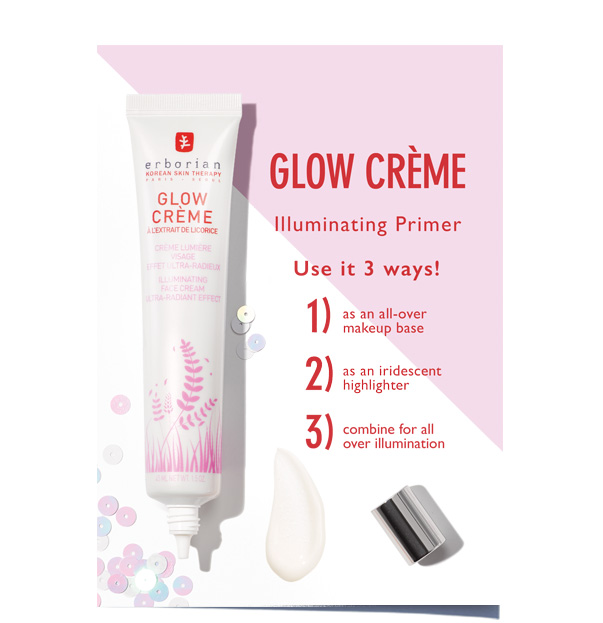 erborian
KOREAN SKIN THERAPY
PARIS - SEOUL
GLOW
CRÈME
À L'EXTRAIT DE LICORICE
CRÈME LUMIÈRE
VISAGE
EFFET ULTRA-RADIEUX
ILLUMINATING
FACE CREAM
ULTRA-RADIANT EFFECT
GLOW CRÈME
Illuminating Primer
Use it 3 ways!
1) as an all-over
makeup base
2) as an iridescent
highlighter
3) combine for all
over illumination